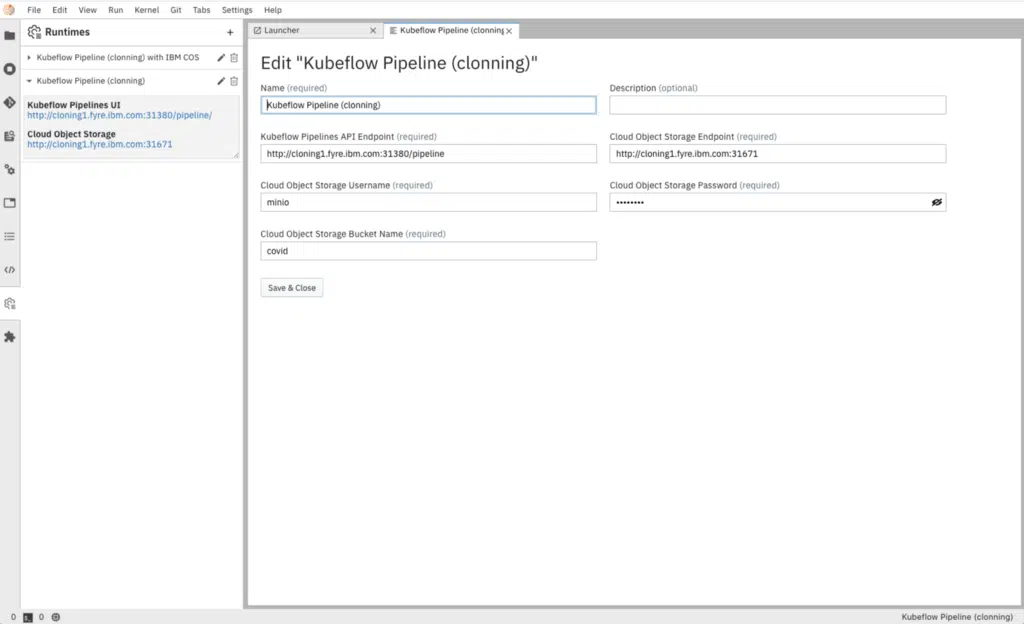 File Edit View Run Kernel Git Tabs Settings Help
Runtimes +
Kubeflow Pipeline (clonning) with IBM COS
Kubeflow Pipeline (clonning)
Kubeflow Pipelines UI
http://cloning1.fyre.ibm.com:31380/pipeline/
Cloud Object Storage
http://cloning1.fyre.ibm.com:31671
Launcher
Kubeflow Pipeline (clonning
Edit "Kubeflow Pipeline (clonning)"
Name (required)
Kubeflow Pipeline (clonning)
Description (optional)
Kubeflow Pipelines API Endpoint (required)
http://cloning1.fyre.ibm.com:31380/pipeline
Cloud Object Storage Endpoint (required)
http://cloning1.fyre.ibm.com:31671
Cloud Object Storage Username (required)
minio
Cloud Object Storage Password (required)
••••••••
Cloud Object Storage Bucket Name (required)
covid
Save & Close
0 0
Kubeflow Pipeline (clonning)